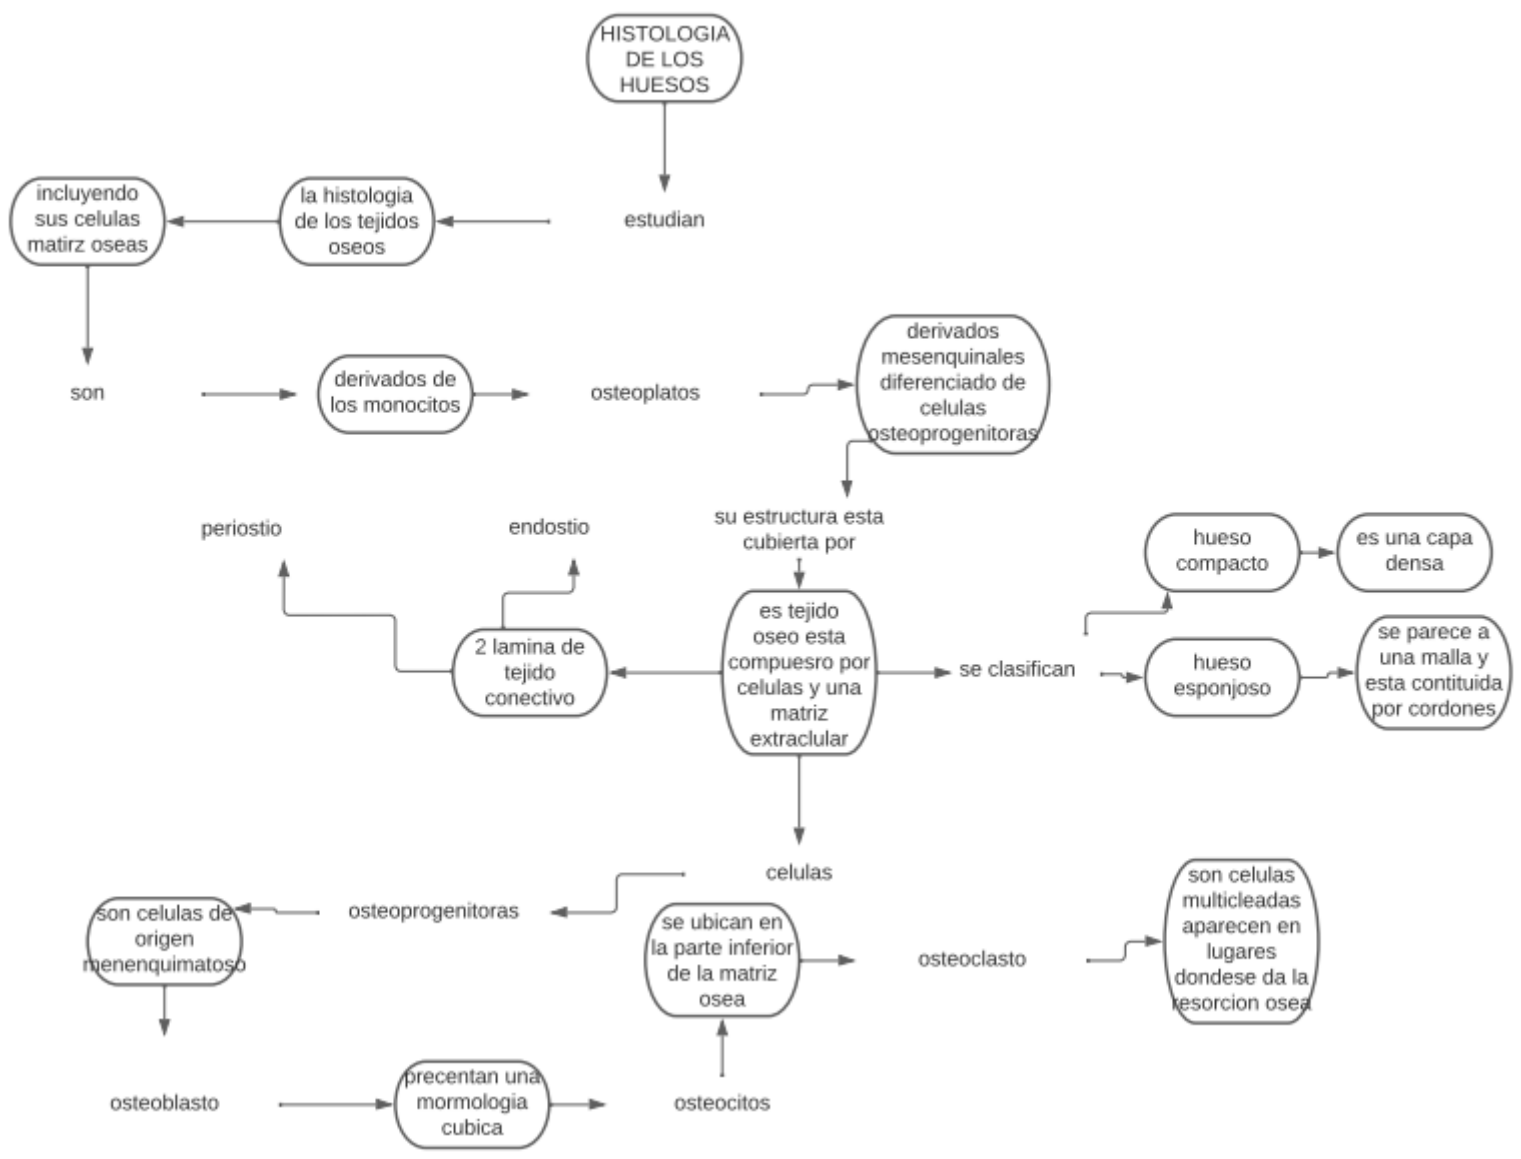 HISTOLOGIA
DE LOS
HUESOS
estudian
la histologia
de los tejidos
oseos
incluyendo
sus celulas
matirz oseas
son
derivados de
los monocitos
osteoplatos
derivados
mesenquinales
diferenciado de
celulas
osteoprogenitoras
su estructura esta
cubierta por
es tejido
oseo esta
compuesro por
celulas y una
matriz
extraclular
2 lamina de
tejido
conectivo
periostio
endostio
se clasifican
hueso
compacto
es una capa
densa
hueso
esponjoso
se parece a
una malla y
esta contituida
por cordones
celulas
osteoprogenitoras
son celulas de
origen
menenquimatoso
osteoblasto
precentan una
mormologia
cubica
osteocitos
se ubican en
la parte inferior
de la matriz
osea
osteoclasto
son celulas
multicleadas
aparecen en
lugares
dondese da la
resorcion osea